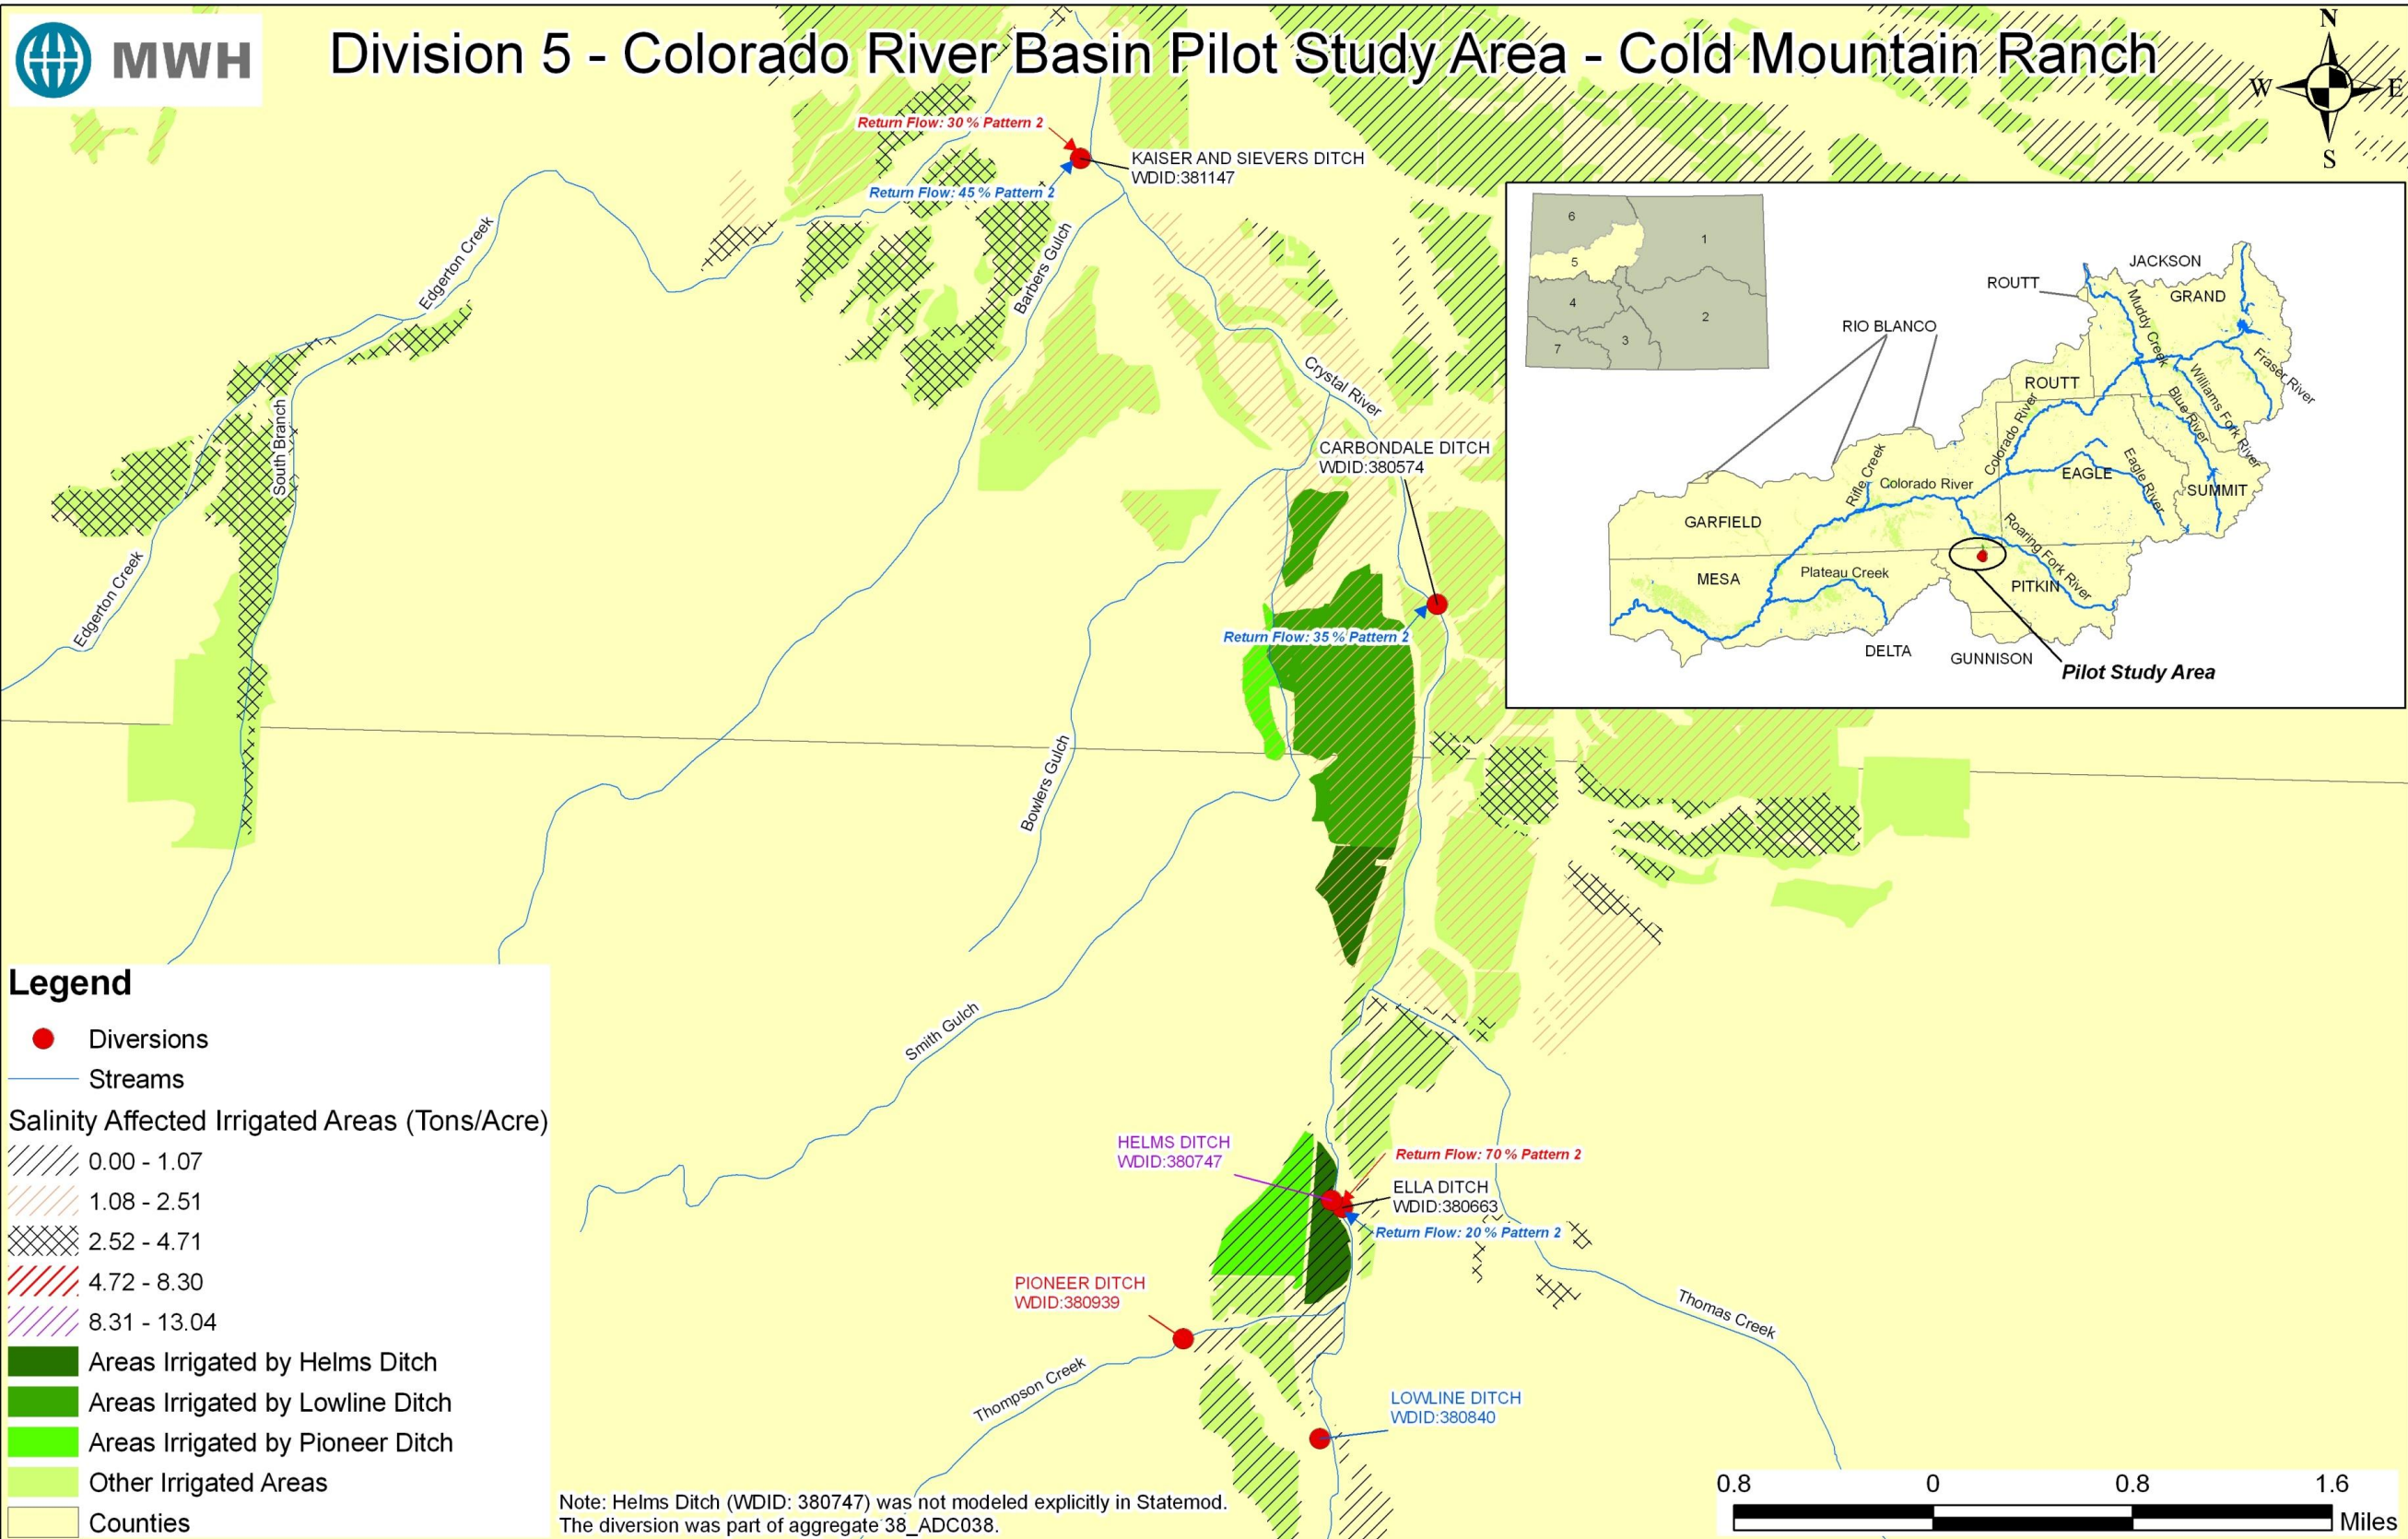 MWH
Division 5 - Colorado River Basin Pilot Study Area - Cold Mountain Ranch
N
W
E
S
Return Flow: 30 % Pattern 2
KAISER AND SIEVERS DITCH
WDID:381147
Return Flow: 45 % Pattern 2
Edgerton Creek
Barbers Gulch
Crystal River
South Branch
CARBONDALE DITCH
WDID:380574
Edgerton Creek
Return Flow: 35 % Pattern 2
Bowlers Gulch
Smith Gulch
HELMS DITCH
WDID:380747
Return Flow: 70 % Pattern 2
ELLA DITCH
WDID:380663
Return Flow: 20 % Pattern 2
PIONEER DITCH
WDID:380939
Thomas Creek
Thompson Creek
LOWLINE DITCH
WDID:380840
6
1
5
4
2
3
7
JACKSON
ROUTT
GRAND
RIO BLANCO
Muddy Creek
Fraser River
ROUTT
Williams Fork River
Blue River
Colorado River
Rifle Creek
Colorado River
EAGLE
Eagle River
SUMMIT
GARFIELD
Roaring Fork River
MESA
Plateau Creek
PITKIN
DELTA
GUNNISON
Pilot Study Area
Legend
Diversions
Streams
Salinity Affected Irrigated Areas (Tons/Acre)
0.00 - 1.07
1.08 - 2.51
2.52 - 4.71
4.72 - 8.30
8.31 - 13.04
Areas Irrigated by Helms Ditch
Areas Irrigated by Lowline Ditch
Areas Irrigated by Pioneer Ditch
Other Irrigated Areas
Counties
Note: Helms Ditch (WDID: 380747) was not modeled explicitly in Statemod.
The diversion was part of aggregate 38_ADC038.
0.8 0 0.8 1.6
Miles